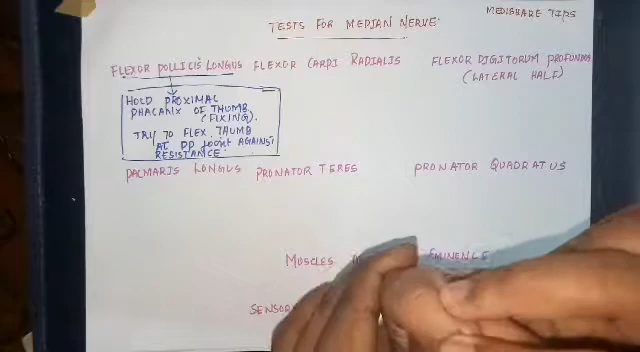 MEDISHARE TIPS
TESTS FOR MEDIAN NERVE
FLEXOR POLLICIS LONGUS FLEXOR CARPI RADIALIS FLEXOR DIGITORUM PROFUNDUS
(LATERAL HALF)
HOLD PROXIMAL
PHALANX OF THUMB
(FIXING).
TRY TO FLEX THUMB
AT DP joint AGAINST
RESISTANCE.
PALMARIS LONGUS PRONATOR TERES PRONATOR QUADRATUS
MUSCLES EMINENCE